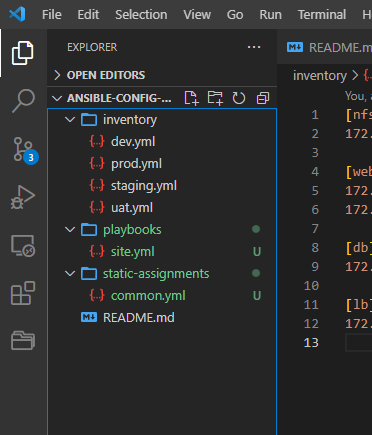 File Edit Selection View Go Run Terminal H
EXPLORER
OPEN EDITORS
ANSIBLE-CONFIG-...
inventory
dev.yml
prod.yml
staging.yml
uat.yml
playbooks
site.yml U
static-assignments
common.yml U
README.md
3
README.m
inventory > {..
You, a
1 [nfs
2 172.
3
4 [web
5 172.
6 172.
7
8 [db]
9 172.
10
11 [lb]
12 172.
13